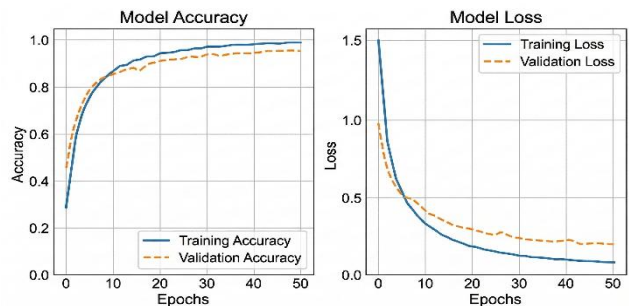 Model Accuracy
1.0
0.8
0.6
0.4
0.2
0.0
Accuracy
Training Accuracy
Validation Accuracy
0 10 20 30 40 50
Epochs
Model Loss
1.5
1.0
0.5
0.0
Loss
Training Loss
Validation Loss
0 10 20 30 40 50
Epochs